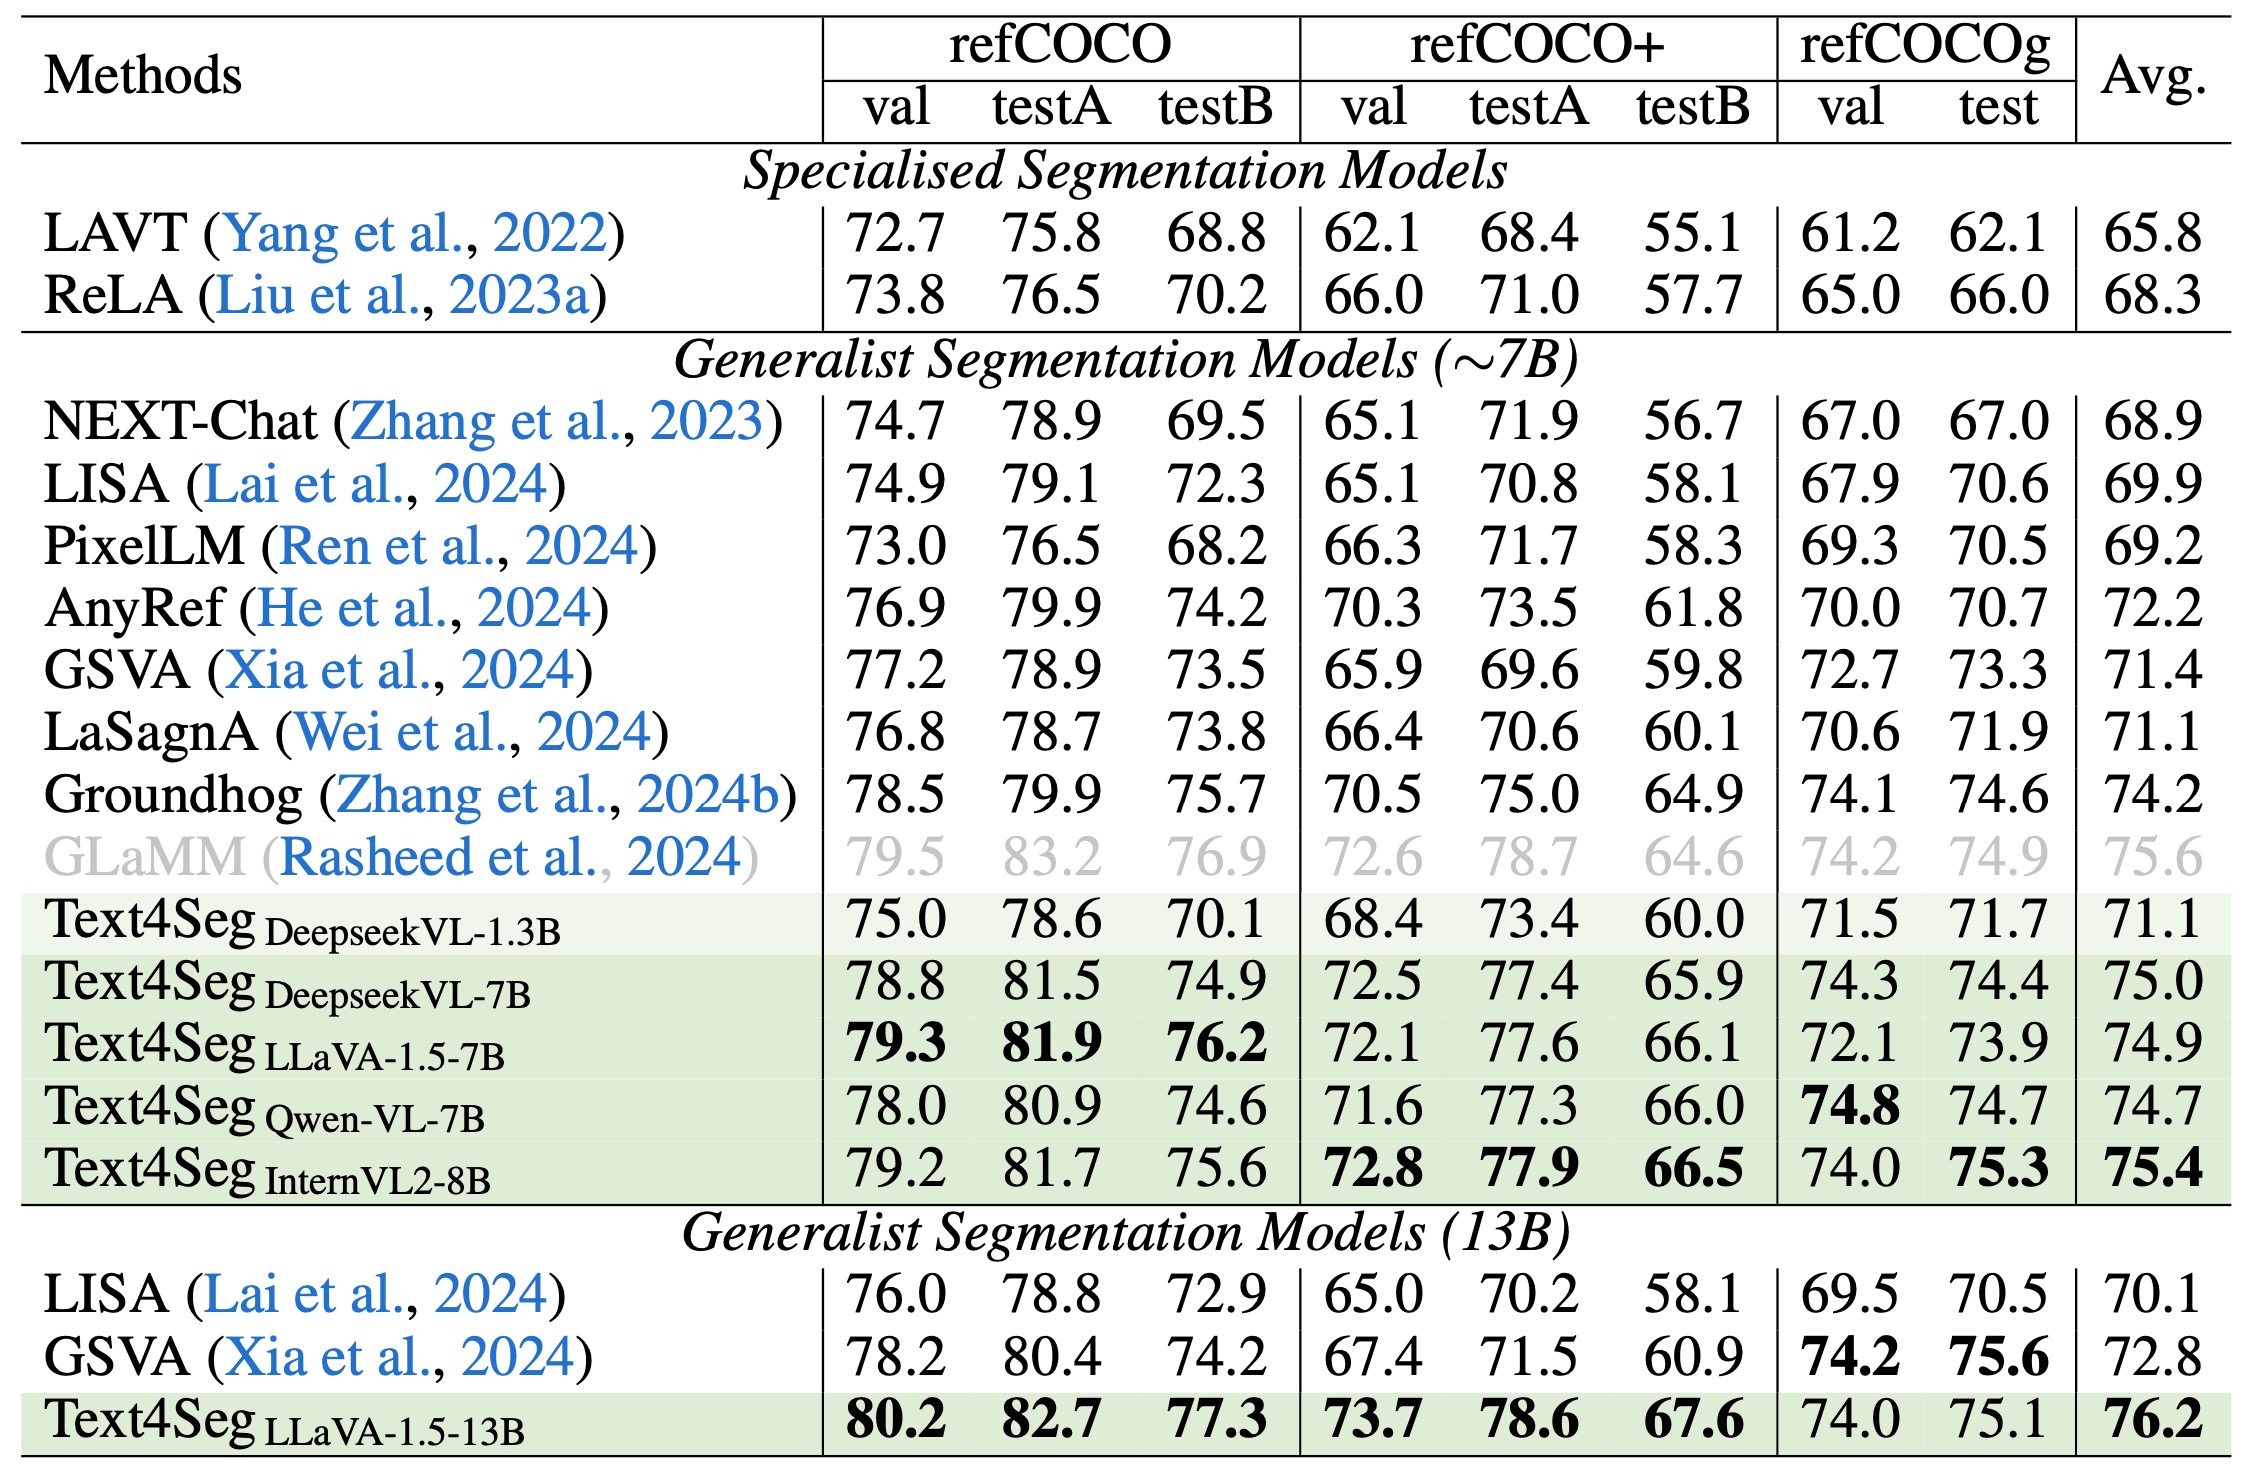 Methods refCOCO refCOCO+ refCOCOg Avg.
val testA testB val testA testB val test
Specialised Segmentation Models
LAVT (Yang et al., 2022) 72.7 75.8 68.8 62.1 68.4 55.1 61.2 62.1 65.8
ReLA (Liu et al., 2023a) 73.8 76.5 70.2 66.0 71.0 57.7 65.0 66.0 68.3
Generalist Segmentation Models (~7B)
NEXT-Chat (Zhang et al., 2023) 74.7 78.9 69.5 65.1 71.9 56.7 67.0 67.0 68.9
LISA (Lai et al., 2024) 74.9 79.1 72.3 65.1 70.8 58.1 67.9 70.6 69.9
PixelLM (Ren et al., 2024) 73.0 76.5 68.2 66.3 71.7 58.3 69.3 70.5 69.2
AnyRef (He et al., 2024) 76.9 79.9 74.2 70.3 73.5 61.8 70.0 70.7 72.2
GSVA (Xia et al., 2024) 77.2 78.9 73.5 65.9 69.6 59.8 72.7 73.3 71.4
LaSagnA (Wei et al., 2024) 76.8 78.7 73.8 66.4 70.6 60.1 70.6 71.9 71.1
Groundhog (Zhang et al., 2024b) 78.5 79.9 75.7 70.5 75.0 64.9 74.1 74.6 74.2
GLaMM (Rasheed et al., 2024) 79.5 83.2 76.9 72.6 78.7 64.6 74.2 74.9 75.6
Text4Seg DeepseekVL-1.3B 75.0 78.6 70.1 68.4 73.4 60.0 71.5 71.7 71.1
Text4Seg DeepseekVL-7B 78.8 81.5 74.9 72.5 77.4 65.9 74.3 74.4 75.0
Text4Seg LLaVA-1.5-7B 79.3 81.9 76.2 72.1 77.6 66.1 72.1 73.9 74.9
Text4Seg Qwen-VL-7B 78.0 80.9 74.6 71.6 77.3 66.0 74.8 74.7 74.7
Text4Seg InternVL2-8B 79.2 81.7 75.6 72.8 77.9 66.5 74.0 75.3 75.4
Generalist Segmentation Models (13B)
LISA (Lai et al., 2024) 76.0 78.8 72.9 65.0 70.2 58.1 69.5 70.5 70.1
GSVA (Xia et al., 2024) 78.2 80.4 74.2 67.4 71.5 60.9 74.2 75.6 72.8
Text4Seg LLaVA-1.5-13B 80.2 82.7 77.3 73.7 78.6 67.6 74.0 75.1 76.2